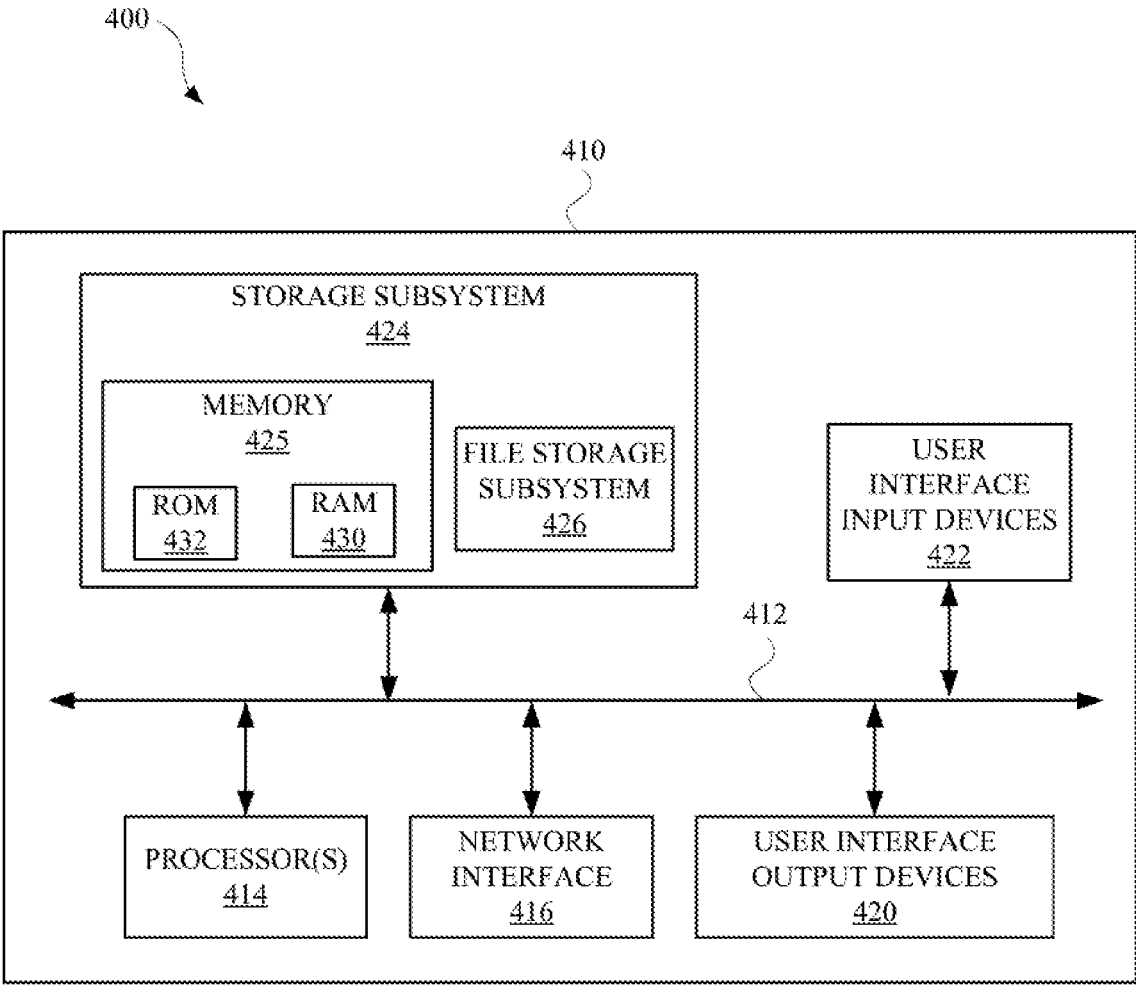 400
410
STORAGE SUBSYSTEM
424
MEMORY
425
ROM
432
RAM
430
FILE STORAGE
SUBSYSTEM
426
USER
INTERFACE
INPUT DEVICES
422
412
PROCESSOR(S)
414
NETWORK
INTERFACE
416
USER INTERFACE
OUTPUT DEVICES
420